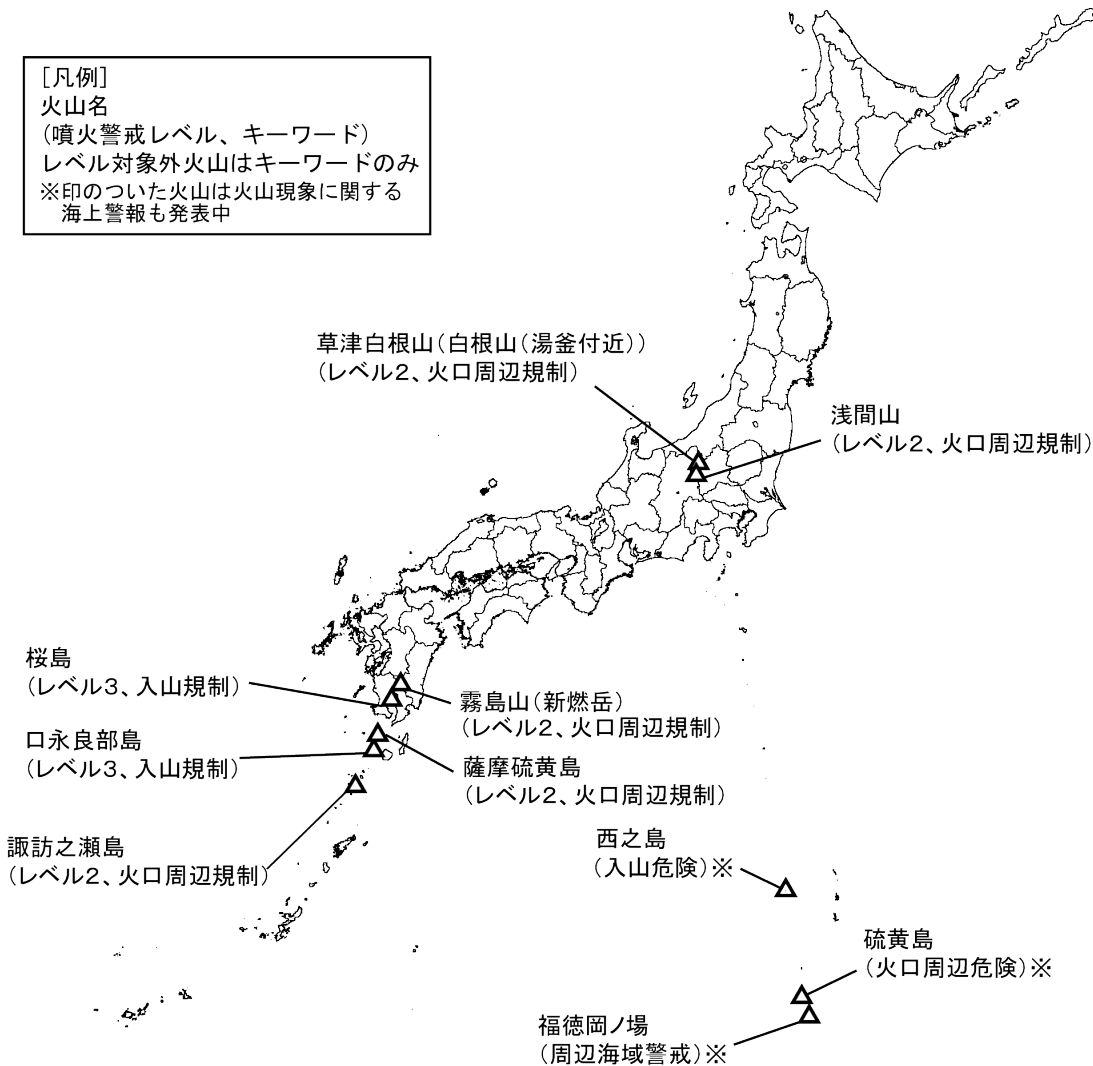 [凡例]
火山名
(噴火警戒レベル、キーワード)
レベル対象外火山はキーワードのみ
※印のついた火山は火山現象に関する
海上警報も発表中
草津白根山(白根山(湯釜付近))
(レベル2、火口周辺規制)
浅間山
(レベル2、火口周辺規制)
桜島
(レベル3、入山規制)
霧島山(新燃岳)
(レベル2、火口周辺規制)
口永良部島
(レベル3、入山規制)
薩摩硫黄島
(レベル2、火口周辺規制)
諏訪之瀬島
(レベル2、火口周辺規制)
西之島
(入山危険)※
硫黄島
(火口周辺危険)※
福徳岡ノ場
(周辺海域警戒)※